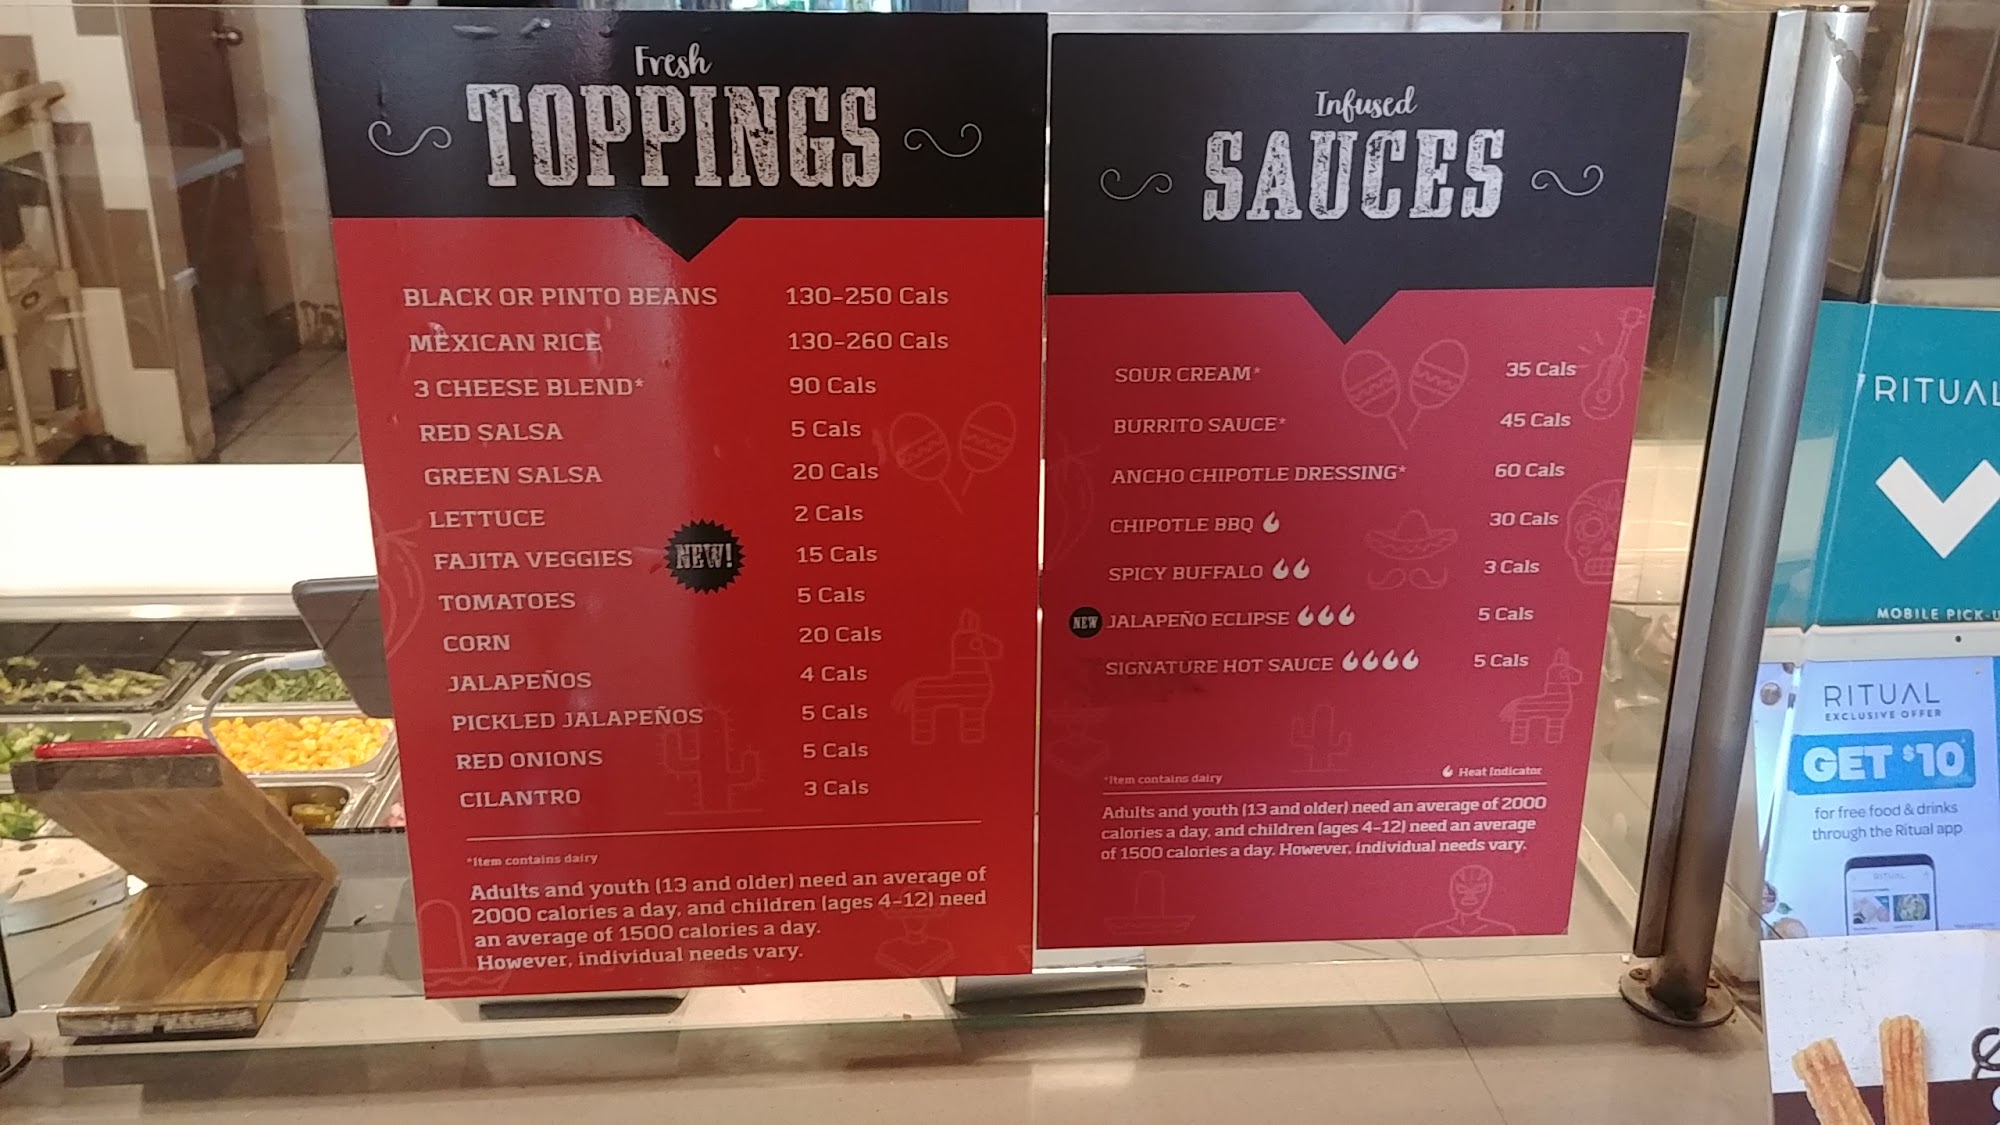 Fresh
TOPPINGS
BLACK OR PINTO BEANS 130-250 Cals
MEXICAN RICE 130-260 Cals
3 CHEESE BLEND* 90 Cals
RED SALSA 5 Cals
GREEN SALSA 20 Cals
LETTUCE 2 Cals
FAJITA VEGGIES NEW! 15 Cals
TOMATOES 5 Cals
CORN 20 Cals
JALAPEÑOS 4 Cals
PICKLED JALAPEÑOS 5 Cals
RED ONIONS 5 Cals
CILANTRO 3 Cals
*Item contains dairy
Adults and youth (13 and older) need an average of
2000 calories a day, and children (ages 4-12) need
an average of 1500 calories a day.
However, individual needs vary.
Infused
SAUCES
SOUR CREAM* 35 Cals
BURRITO SAUCE* 45 Cals
ANCHO CHIPOTLE DRESSING* 60 Cals
CHIPOTLE BBQ 30 Cals
SPICY BUFFALO 3 Cals
NEW JALAPEÑO ECLIPSE 5 Cals
SIGNATURE HOT SAUCE 5 Cals
*Item contains dairy Heat Indicator
Adults and youth (13 and older) need an average of 2000
calories a day, and children (ages 4-12) need an average
of 1500 calories a day. However, individual needs vary.
RITUAL
MOBILE PICK-U
RITUAL
EXCLUSIVE OFFER
GET $10
for free food & drinks
through the Ritual app
RITUAL